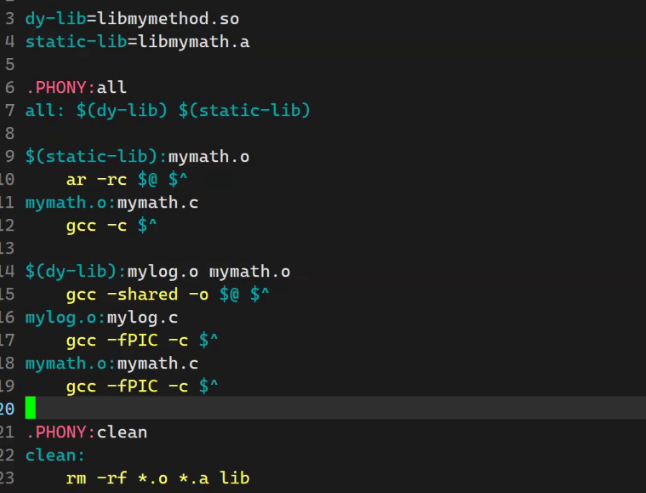 3 dy-lib=libmymethod.so
4 static-lib=libmymath.a
5
6 .PHONY:all
7 all: $(dy-lib) $(static-lib)
8
9 $(static-lib):mymath.o
10     ar -rc $@ $^
11 mymath.o:mymath.c
12     gcc -c $^
13
14 $(dy-lib):mylog.o mymath.o
15     gcc -shared -o $@ $^
16 mylog.o:mylog.c
17     gcc -fPIC -c $^
18 mymath.o:mymath.c
19     gcc -fPIC -c $^
20
21 .PHONY:clean
22 clean:
23     rm -rf *.o *.a lib